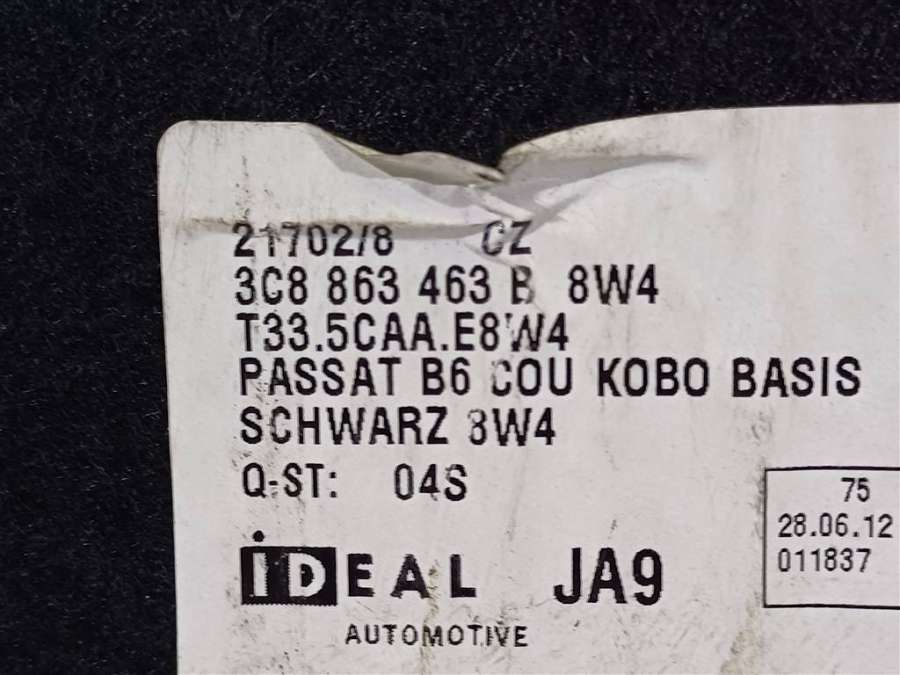 21702/8 CZ
3C8 863 463 B 8W4
T33.5CAA.E8W4
PASSAT B6 COU KOBO BASIS
SCHWARZ 8W4
Q-ST: 04S
75
28.06.12
011837
iDEAL JA9
AUTOMOTIVE